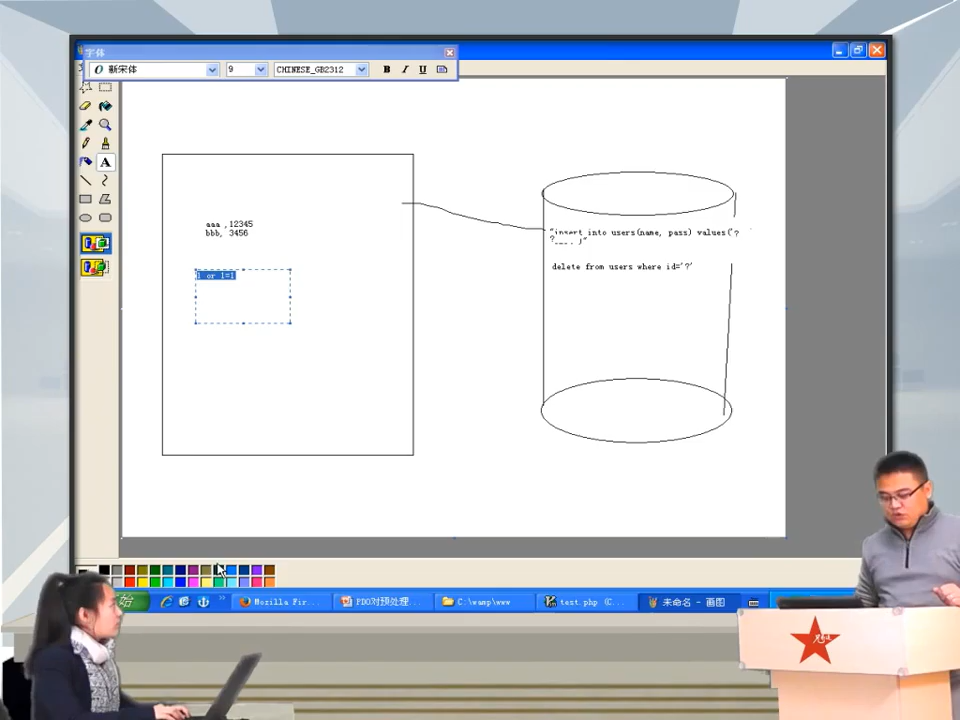 字体
新宋体
9
CHINESE_GB2312
B I U
A
aaa ,12345
bbb, 3456
1 or 1=1
"insert into users(name, pass) values('?
?
)"
delete from users where id='?'
始
Mozilla Fir...
PDO对预处理...
C:\wamp\www
test.php (C...
未命名 - 画图